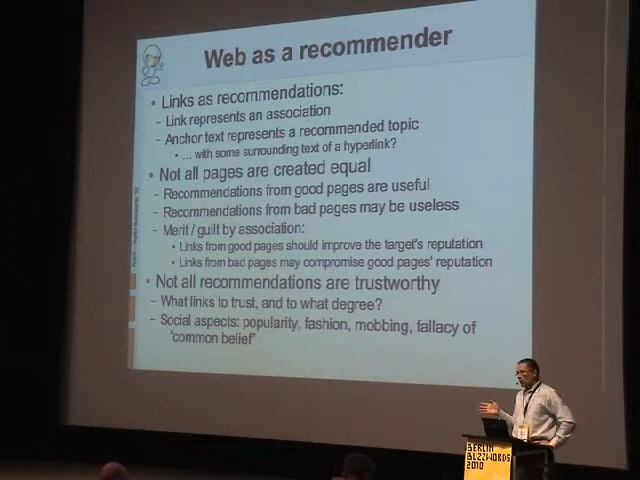 Web as a recommender
• Links as recommendations:
– Link represents an association
– Anchor text represents a recommended topic
• ... with some surrounding text of a hyperlink?
• Not all pages are created equal
– Recommendations from good pages are useful
– Recommendations from bad pages may be useless
– Merit / guilt by association:
• Links from good pages should improve the target's reputation
• Links from bad pages may compromise good pages' reputation
• Not all recommendations are trustworthy
– What links to trust, and to what degree?
– Social aspects: popularity, fashion, mobbing, fallacy of
"common belief"
BERLIN
BUZZWORDS
2010